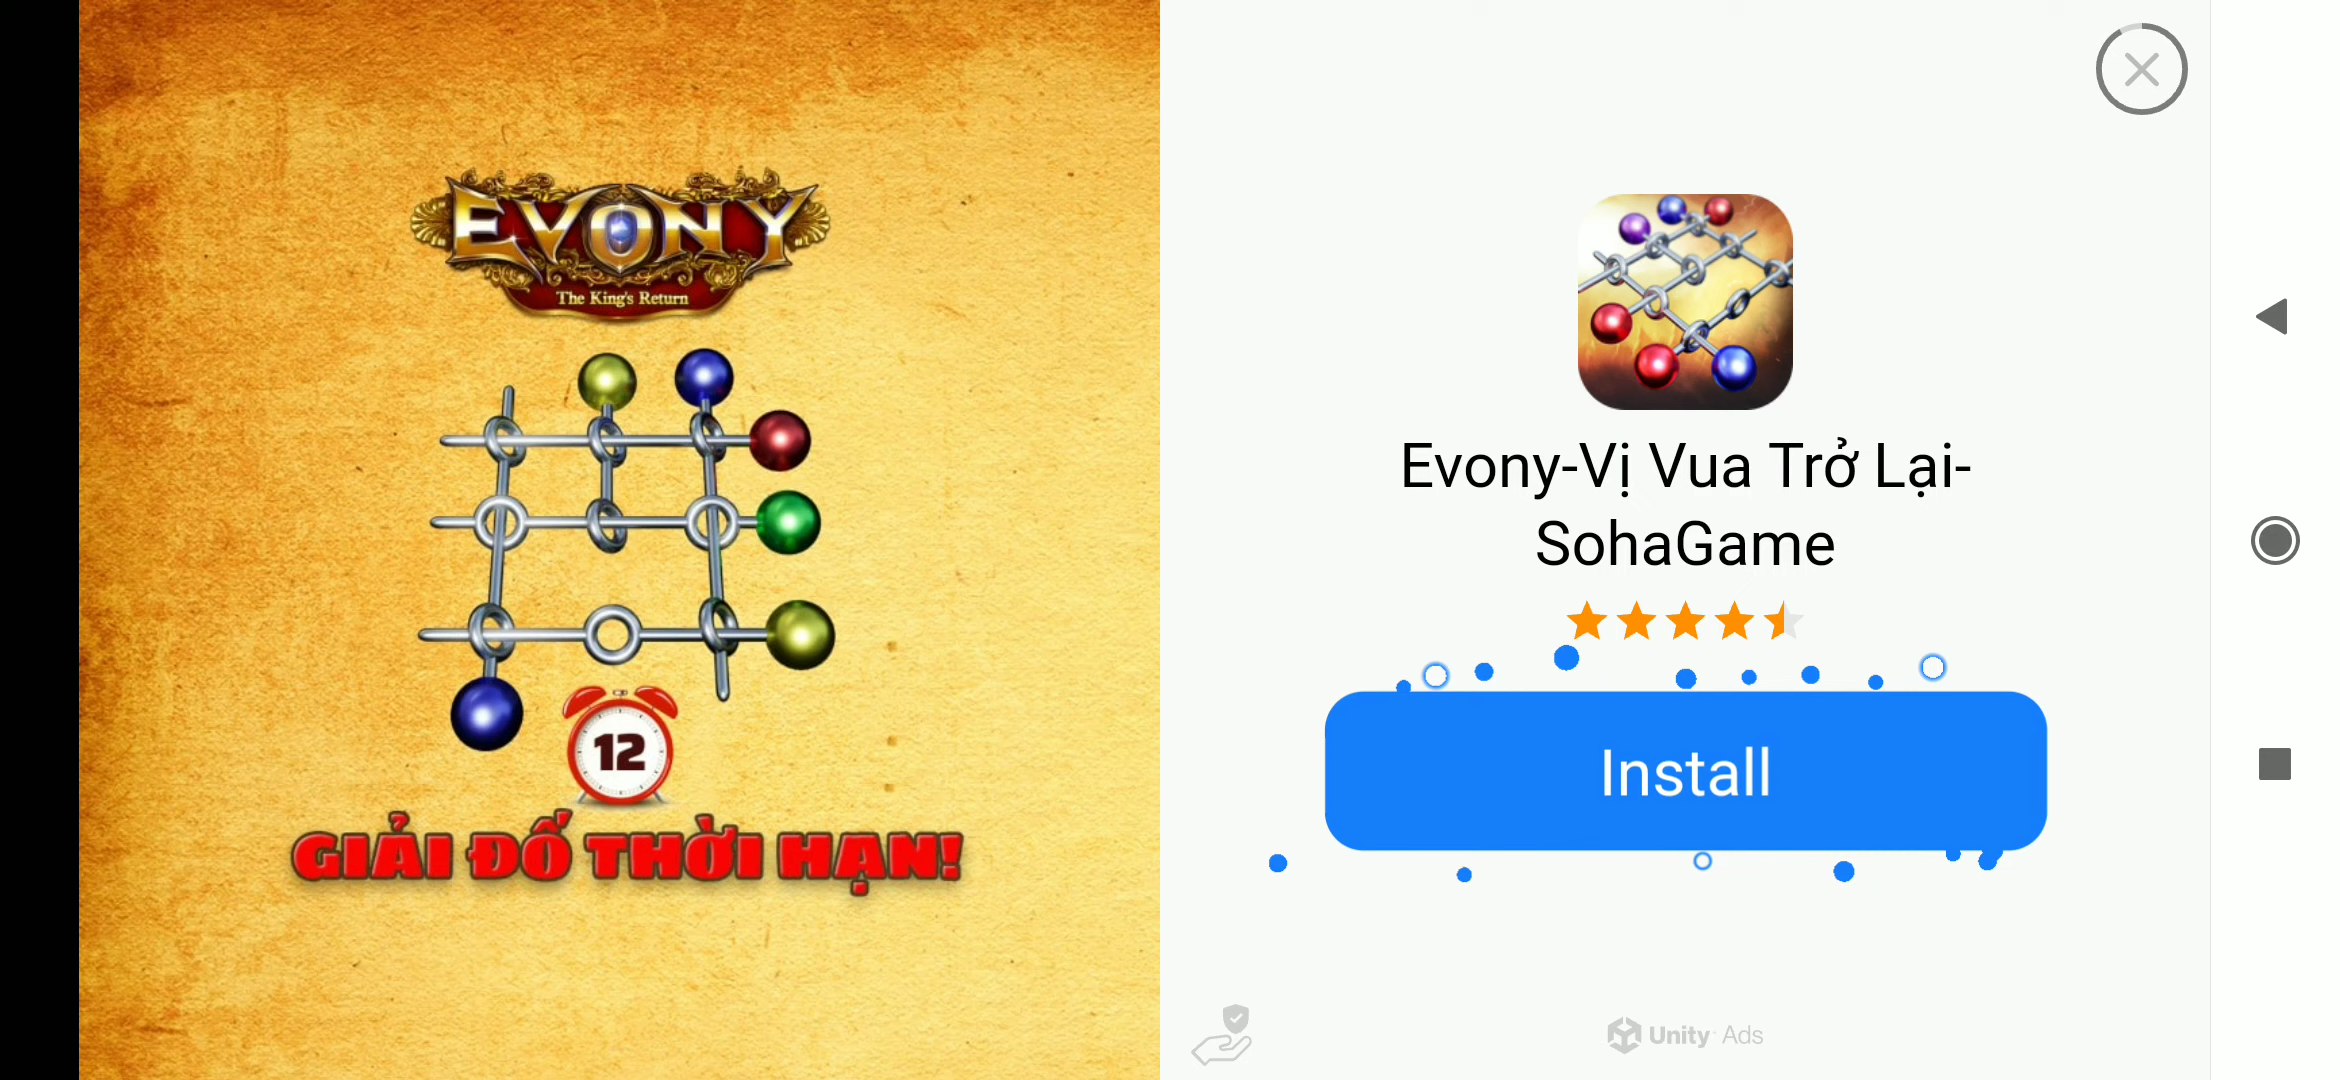 EVONY
The King's Return
12
GIẢI ĐỐ THỜI HẠN!
Evony-Vị Vua Trở Lại-
SohaGame
Install
Unity Ads